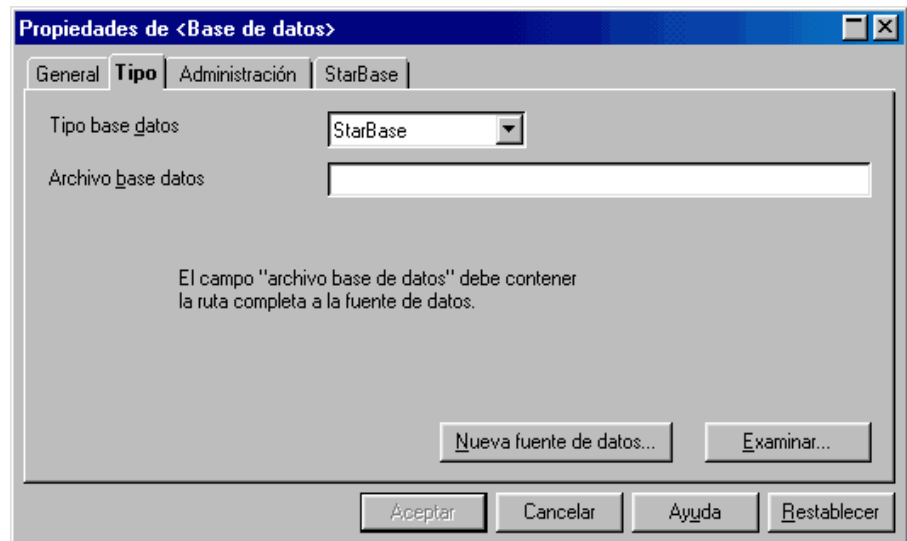 Propiedades de <Base de datos>
General Tipo Administración StarBase
Tipo base datos StarBase
Archivo base datos
El campo "archivo base de datos" debe contener
la ruta completa a la fuente de datos.
Nueva fuente de datos... Examinar...
Aceptar Cancelar Ayuda Restablecer